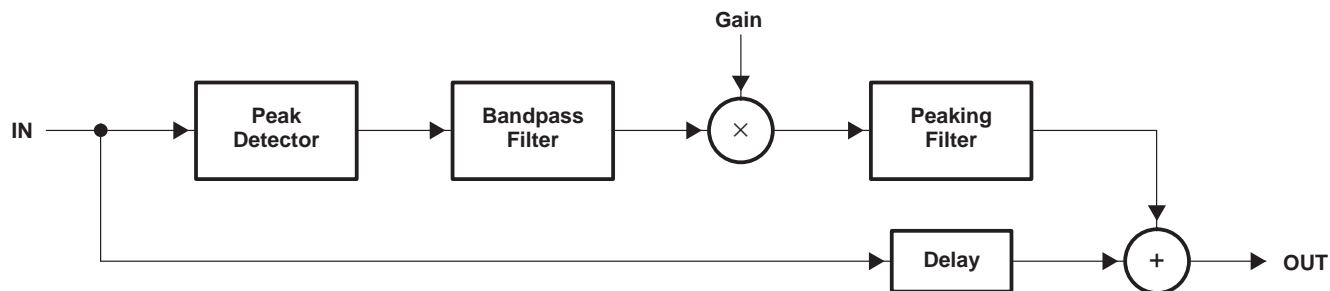 Gain
IN
Peak
Detector
Bandpass
Filter
×
Peaking
Filter
Delay
+
OUT